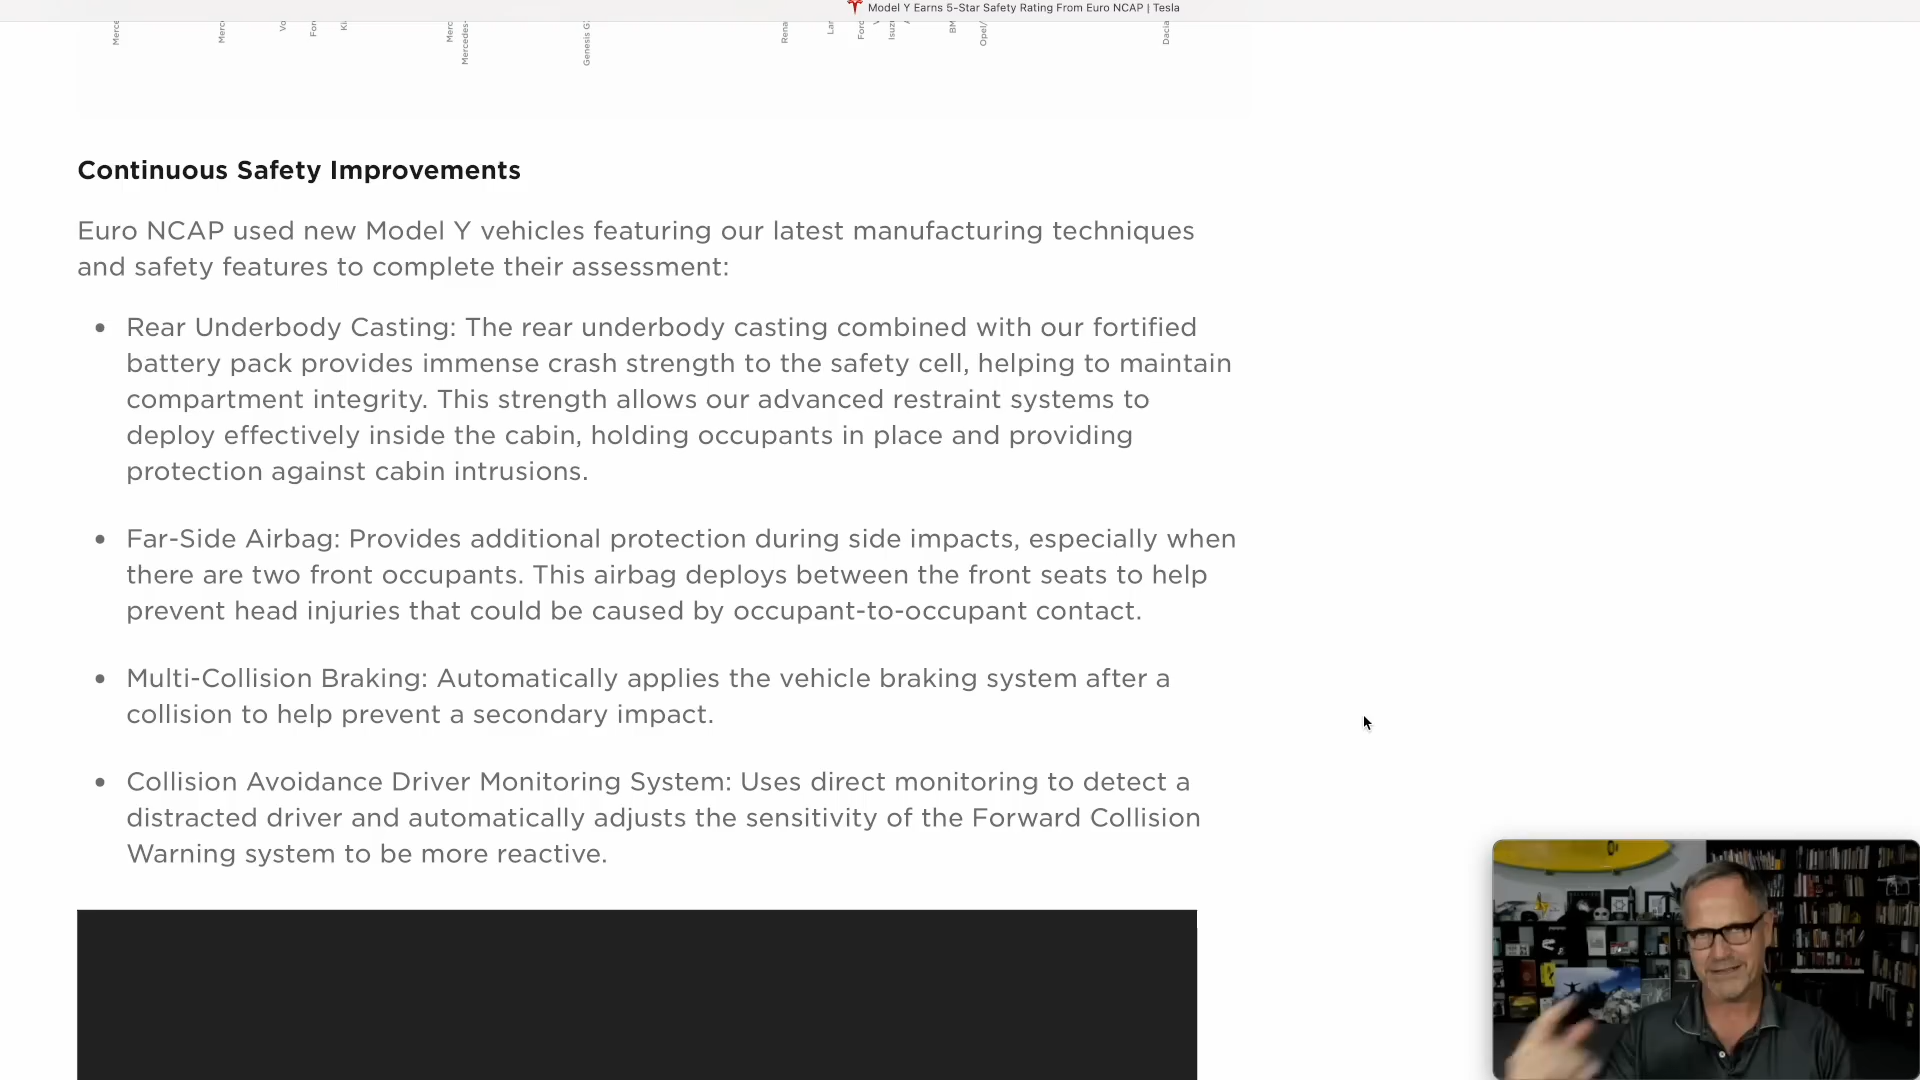 Model Y Earns 5-Star Safety Rating From Euro NCAP | Tesla
Continuous Safety Improvements
Euro NCAP used new Model Y vehicles featuring our latest manufacturing techniques
and safety features to complete their assessment:
• Rear Underbody Casting: The rear underbody casting combined with our fortified
battery pack provides immense crash strength to the safety cell, helping to maintain
compartment integrity. This strength allows our advanced restraint systems to
deploy effectively inside the cabin, holding occupants in place and providing
protection against cabin intrusions.
• Far-Side Airbag: Provides additional protection during side impacts, especially when
there are two front occupants. This airbag deploys between the front seats to help
prevent head injuries that could be caused by occupant-to-occupant contact.
• Multi-Collision Braking: Automatically applies the vehicle braking system after a
collision to help prevent a secondary impact.
• Collision Avoidance Driver Monitoring System: Uses direct monitoring to detect a
distracted driver and automatically adjusts the sensitivity of the Forward Collision
Warning system to be more reactive.